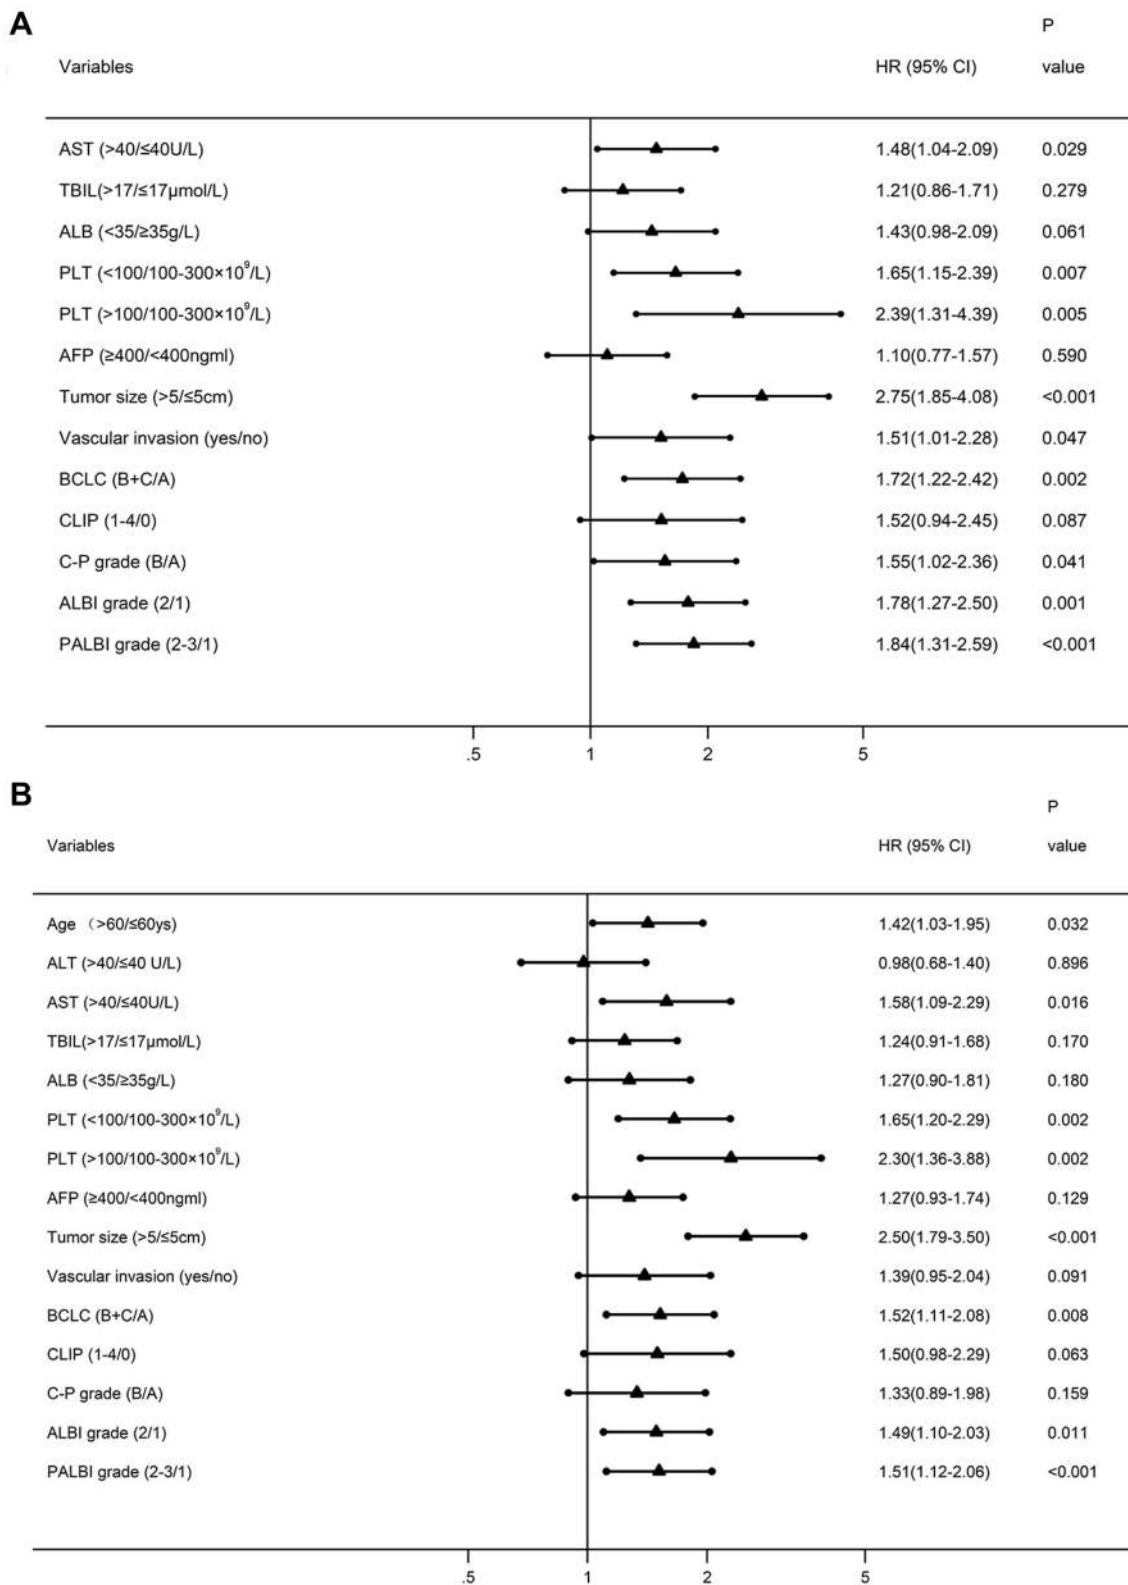 A
P
Variables HR (95% CI) value
AST (>40/≤40U/L) 1.48(1.04-2.09) 0.029
TBIL(>17/≤17μmol/L) 1.21(0.86-1.71) 0.279
ALB (<35/≥35g/L) 1.43(0.98-2.09) 0.061
PLT (<100/100-300×10⁹/L) 1.65(1.15-2.39) 0.007
PLT (>100/100-300×10⁹/L) 2.39(1.31-4.39) 0.005
AFP (≥400/<400ngml) 1.10(0.77-1.57) 0.590
Tumor size (>5/≤5cm) 2.75(1.85-4.08) <0.001
Vascular invasion (yes/no) 1.51(1.01-2.28) 0.047
BCLC (B+C/A) 1.72(1.22-2.42) 0.002
CLIP (1-4/0) 1.52(0.94-2.45) 0.087
C-P grade (B/A) 1.55(1.02-2.36) 0.041
ALBI grade (2/1) 1.78(1.27-2.50) 0.001
PALBI grade (2-3/1) 1.84(1.31-2.59) <0.001
.5 1 2 5
B
P
Variables HR (95% CI) value
Age （>60/≤60ys) 1.42(1.03-1.95) 0.032
ALT (>40/≤40 U/L) 0.98(0.68-1.40) 0.896
AST (>40/≤40U/L) 1.58(1.09-2.29) 0.016
TBIL(>17/≤17μmol/L) 1.24(0.91-1.68) 0.170
ALB (<35/≥35g/L) 1.27(0.90-1.81) 0.180
PLT (<100/100-300×10⁹/L) 1.65(1.20-2.29) 0.002
PLT (>100/100-300×10⁹/L) 2.30(1.36-3.88) 0.002
AFP (≥400/<400ngml) 1.27(0.93-1.74) 0.129
Tumor size (>5/≤5cm) 2.50(1.79-3.50) <0.001
Vascular invasion (yes/no) 1.39(0.95-2.04) 0.091
BCLC (B+C/A) 1.52(1.11-2.08) 0.008
CLIP (1-4/0) 1.50(0.98-2.29) 0.063
C-P grade (B/A) 1.33(0.89-1.98) 0.159
ALBI grade (2/1) 1.49(1.10-2.03) 0.011
PALBI grade (2-3/1) 1.51(1.12-2.06) <0.001
.5 1 2 5